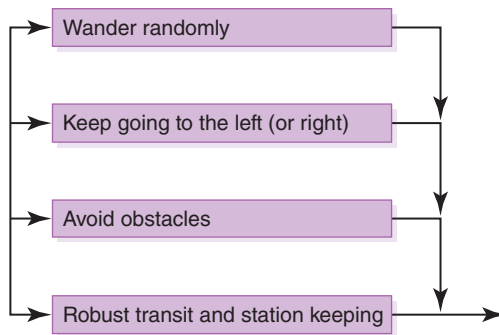 Wander randomly
Keep going to the left (or right)
Avoid obstacles
Robust transit and station keeping